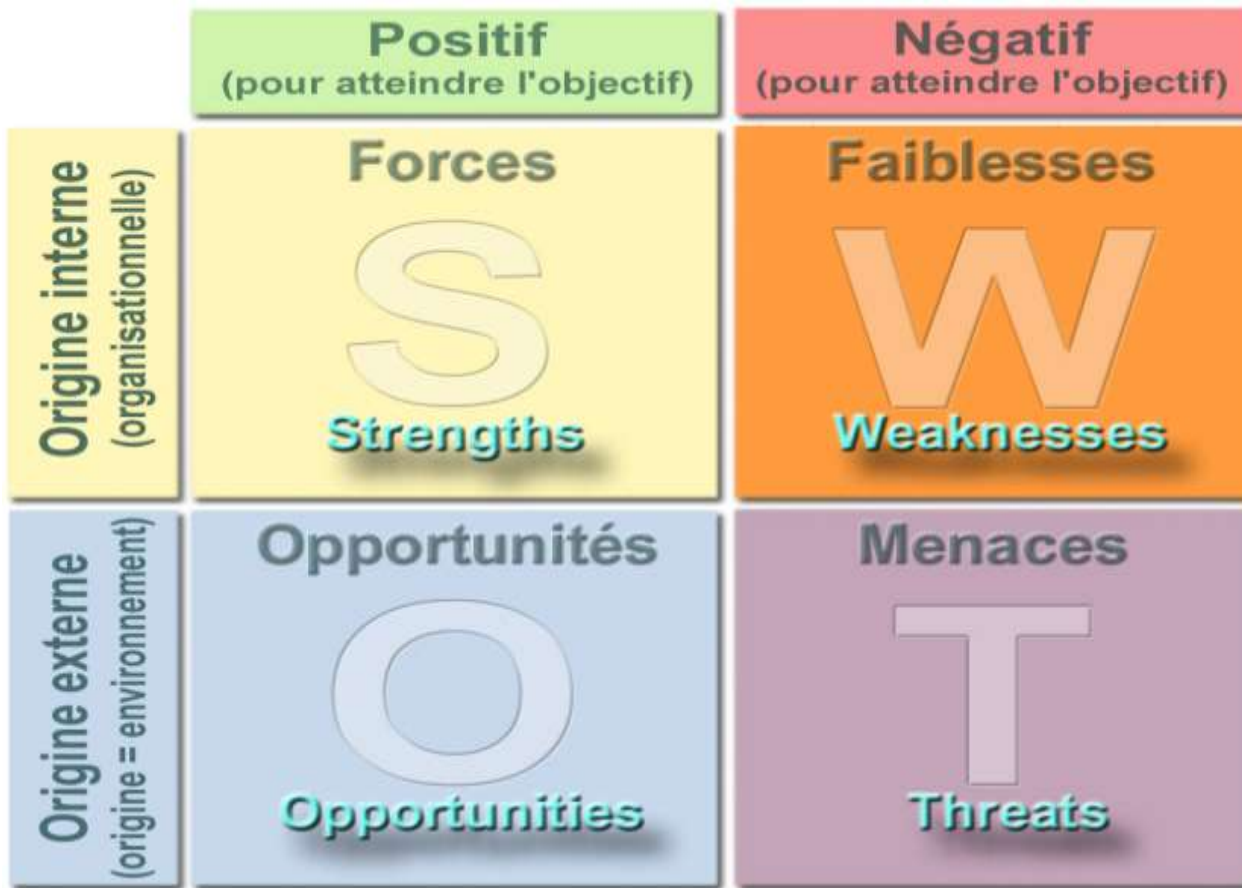 Positif
(pour atteindre l'objectif)
Négatif
(pour atteindre l'objectif)
Origine interne
(organisationnelle)
Forces
S
Strengths
Faiblesses
W
Weaknesses
Origine externe
(origine = environnement)
Opportunités
O
Opportunities
Menaces
T
Threats